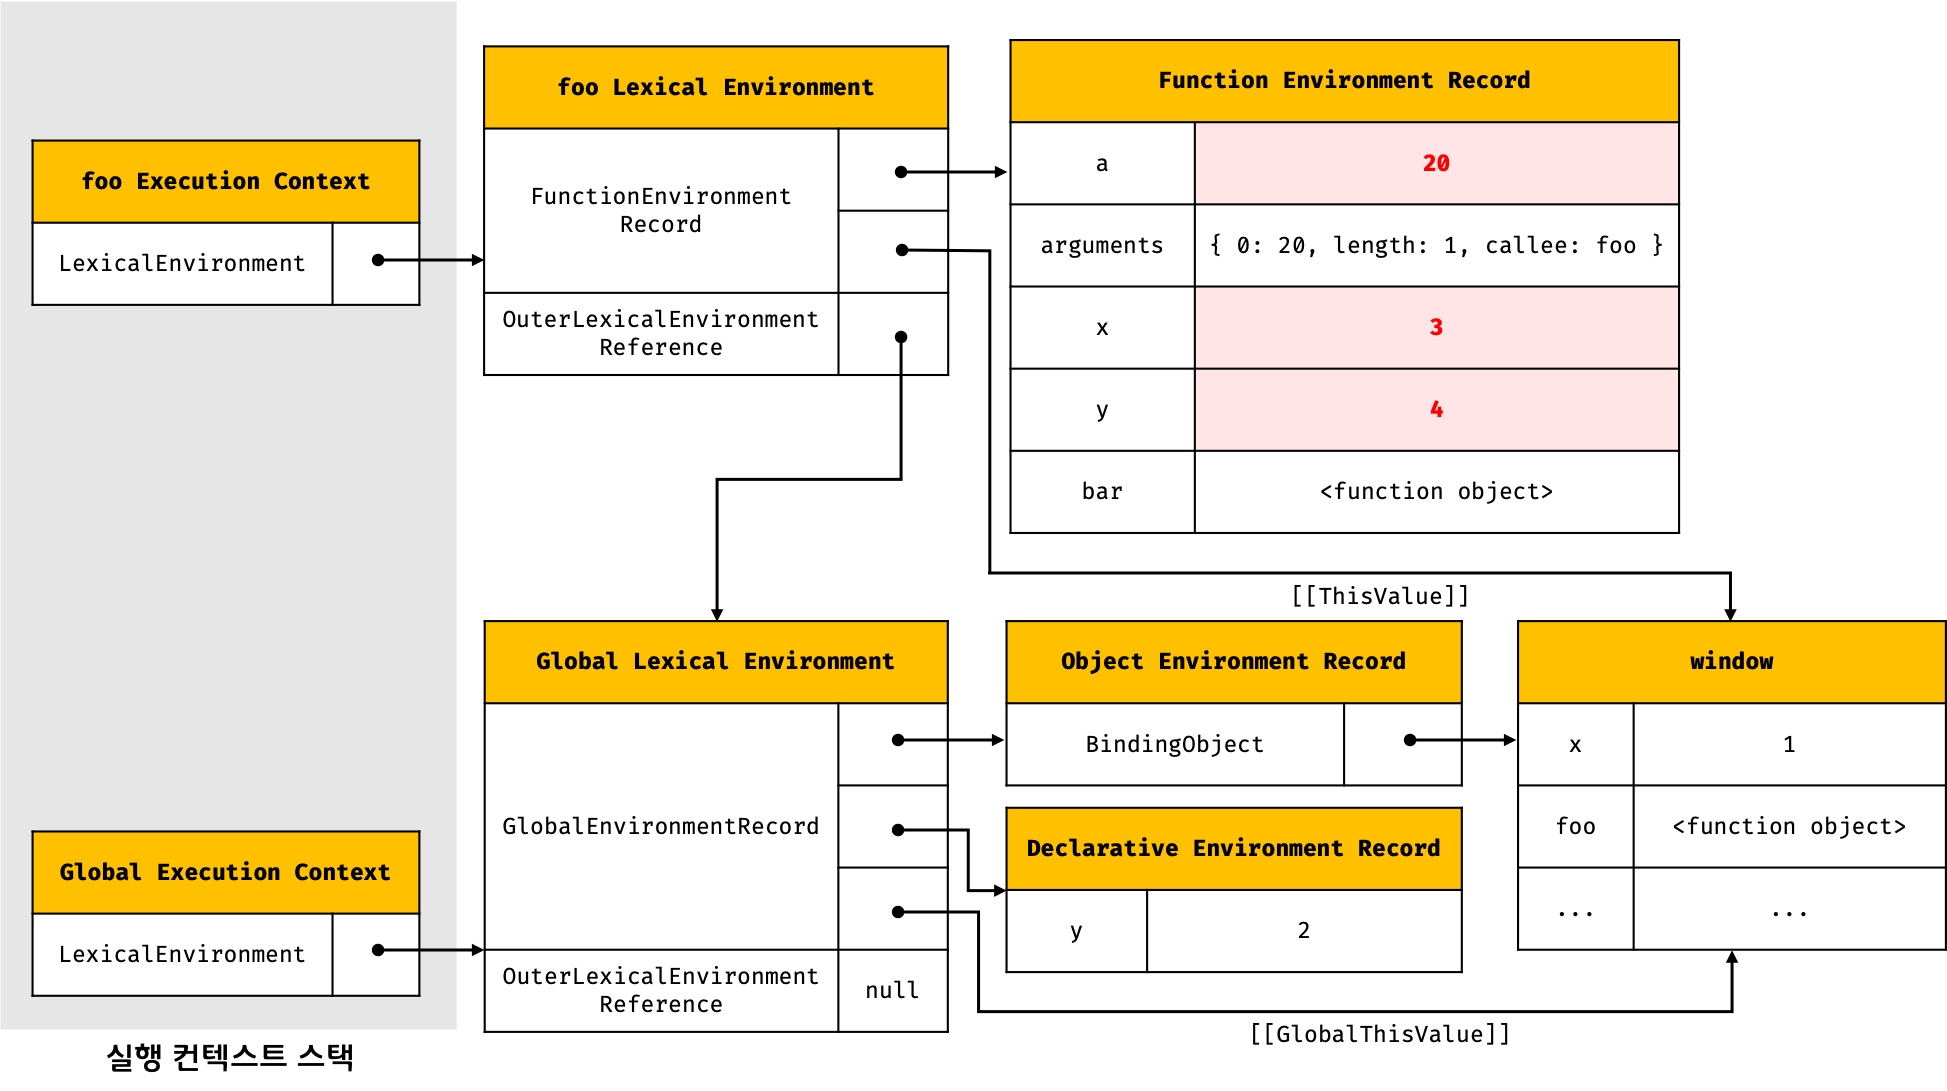 foo Execution Context
LexicalEnvironment
foo Lexical Environment
FunctionEnvironment
Record
OuterLexicalEnvironment
Reference
Function Environment Record
a
20
arguments
{ 0: 20, length: 1, callee: foo }
x
3
y
4
bar
<function object>
[[ThisValue]]
Global Execution Context
LexicalEnvironment
Global Lexical Environment
GlobalEnvironmentRecord
OuterLexicalEnvironment
Reference
null
Object Environment Record
BindingObject
Declarative Environment Record
y
2
window
x
1
foo
<function object>
...
...
[[GlobalThisValue]]
실행 컨텍스트 스택